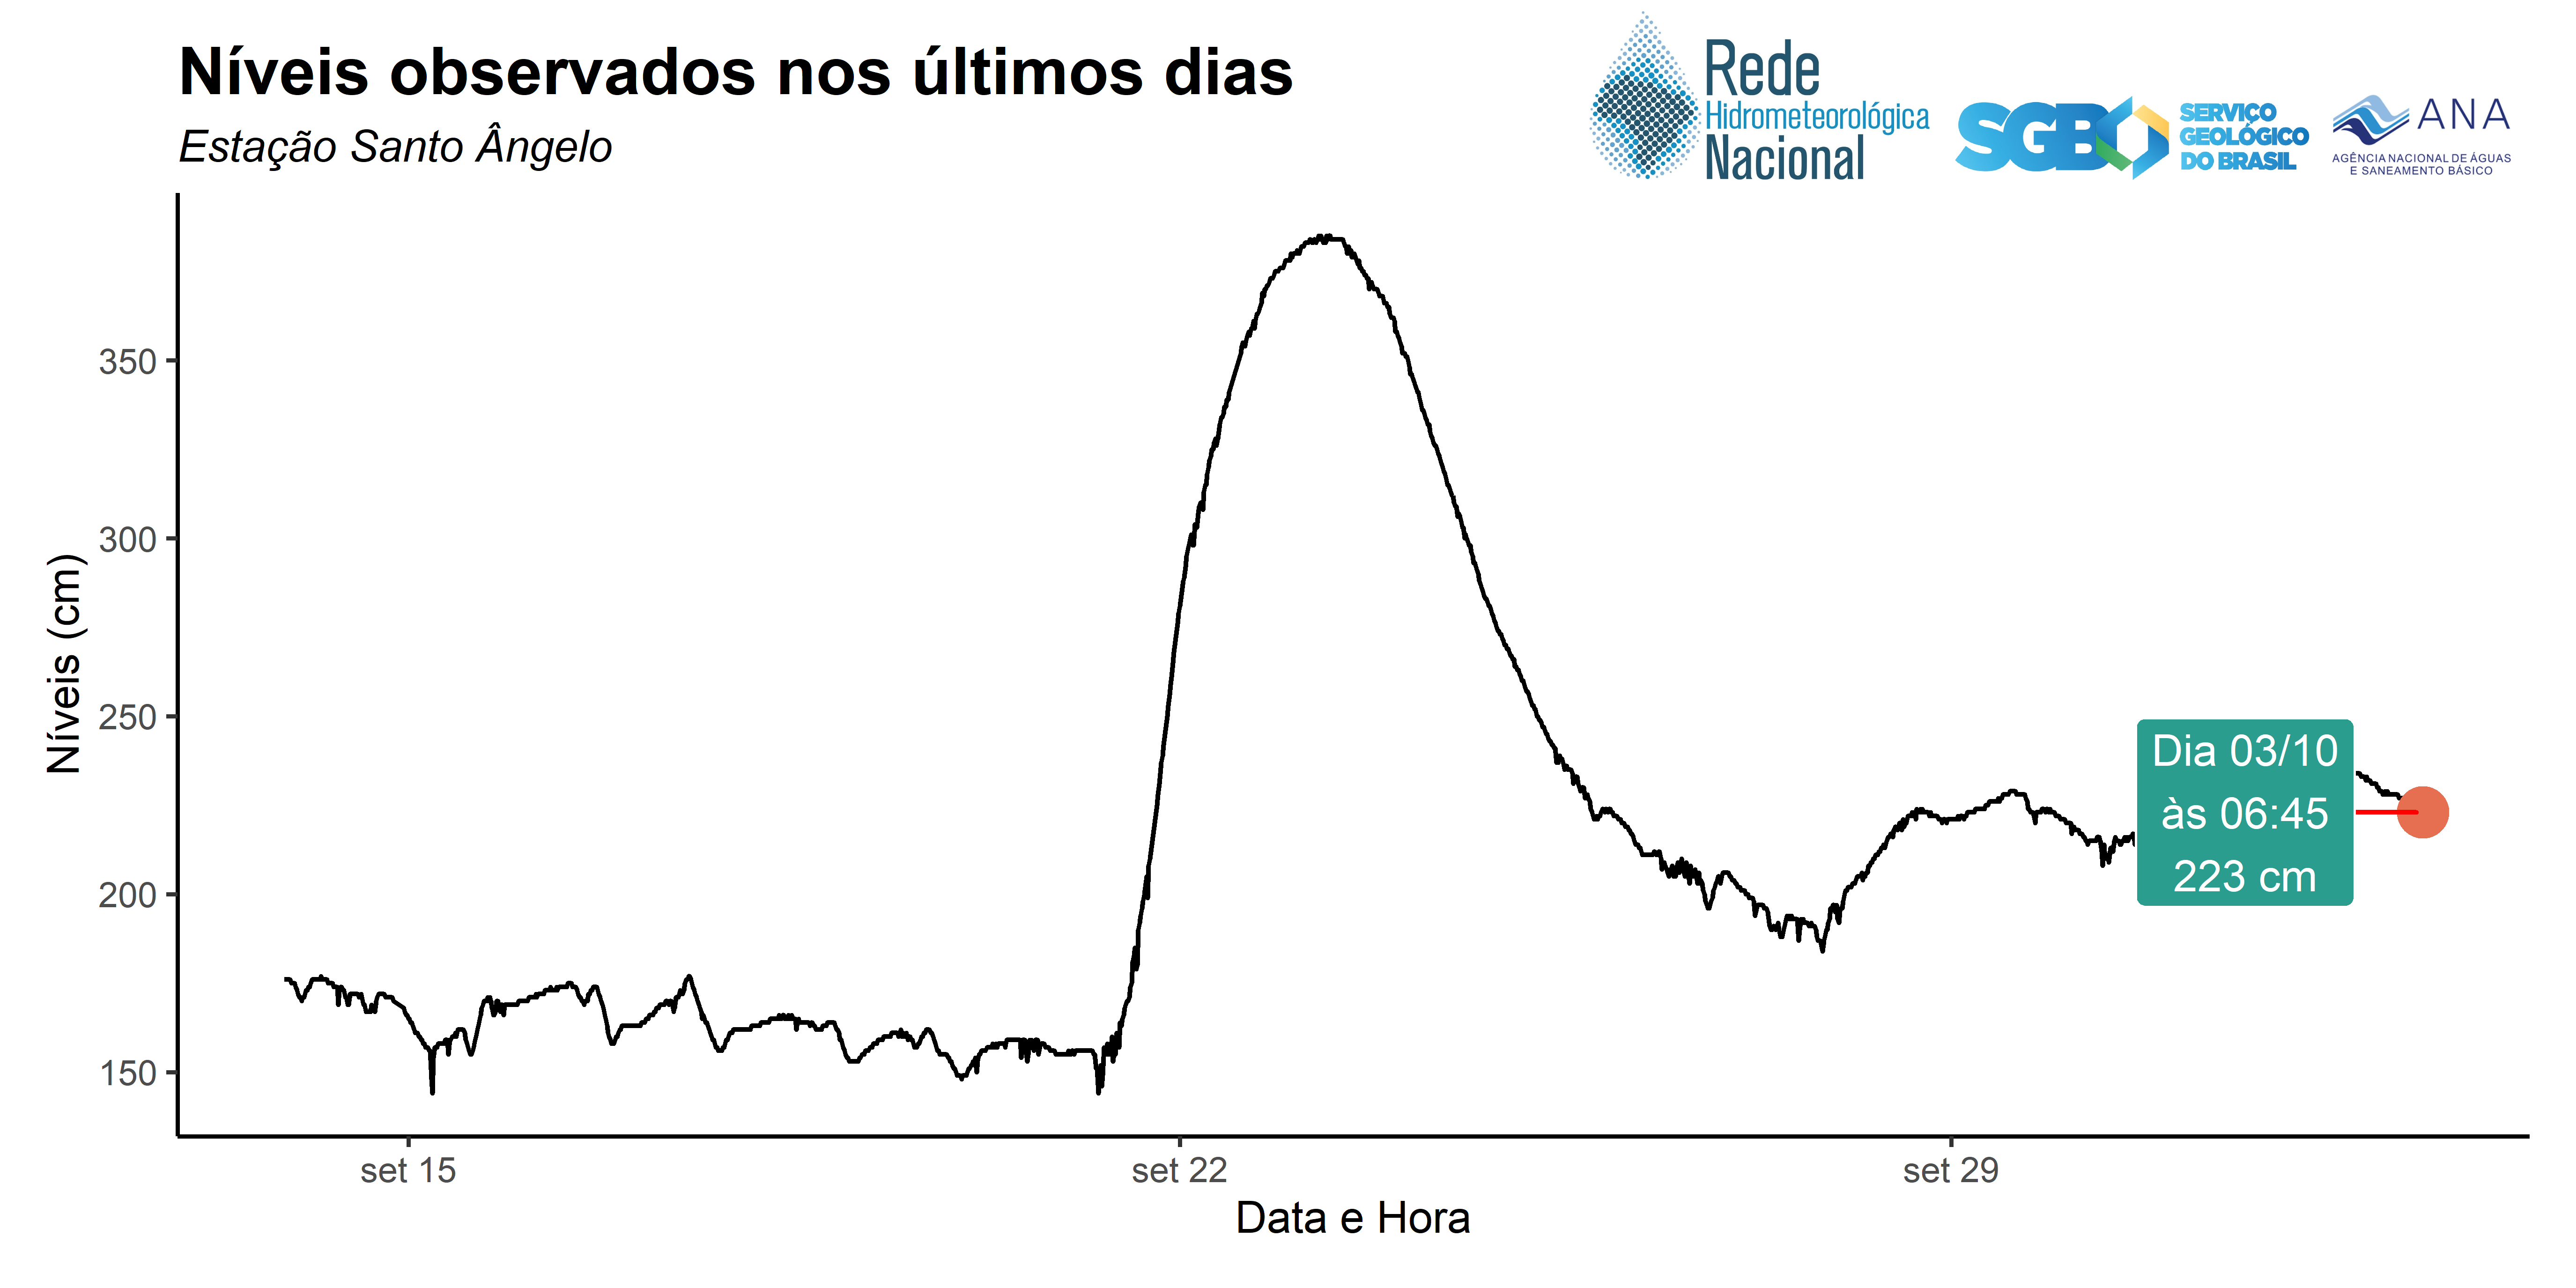 Níveis observados nos últimos dias
Estação Santo Ângelo
Rede
Hidrometeorológica
Nacional
SGB
SERVIÇO
GEOLÓGICO
DO BRASIL
ANA
AGÊNCIA NACIONAL DE ÁGUAS
E SANEAMENTO BÁSICO
Níveis (cm)
350
300
250
200
150
Dia 03/10
às 06:45
223 cm
set 15
set 22
set 29
Data e Hora